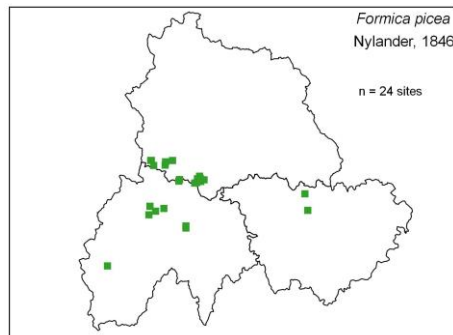 Formica picea
Nylander, 1846
n = 24 sites